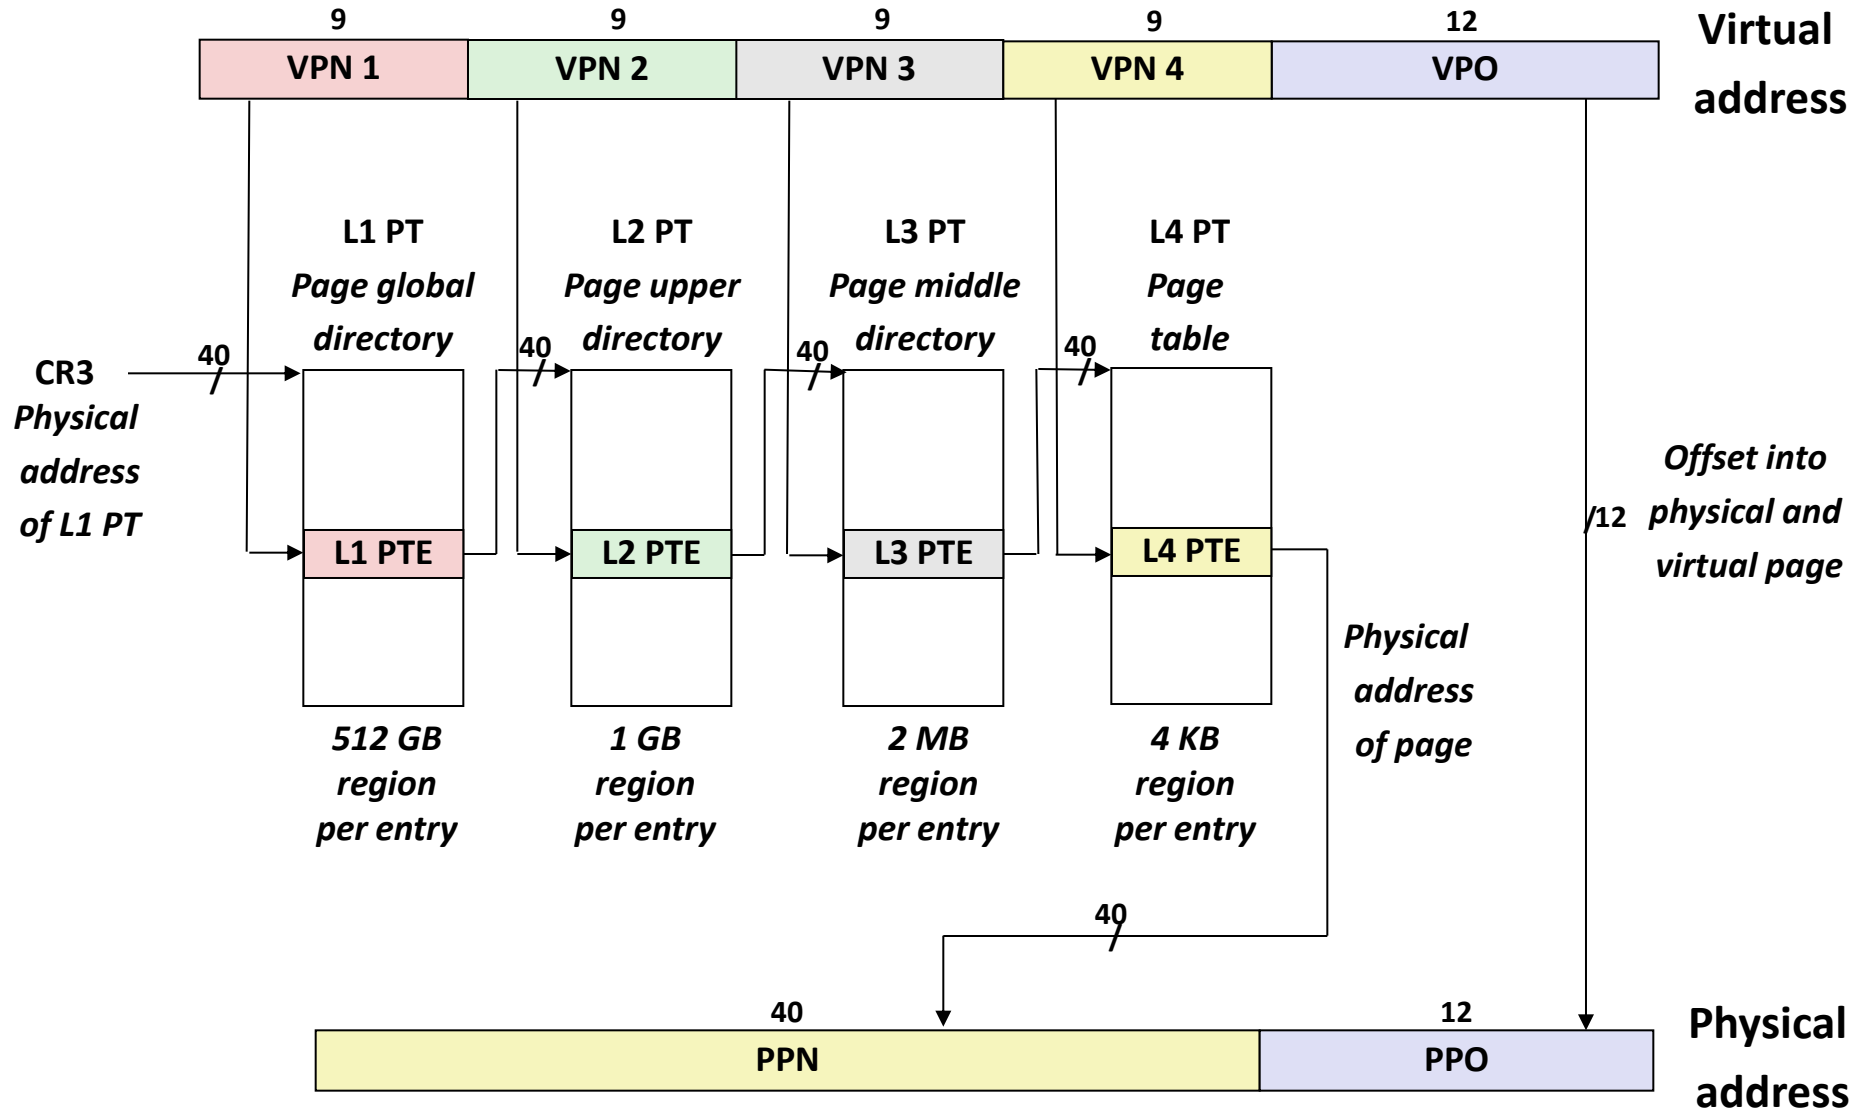 9 9 9 9 12
VPN 1 VPN 2 VPN 3 VPN 4 VPO
Virtual
address
L1 PT
Page global
directory
L2 PT
Page upper
directory
L3 PT
Page middle
directory
L4 PT
Page
table
40 40 40 40
CR3
Physical
address
of L1 PT
L1 PTE L2 PTE L3 PTE L4 PTE
12
Offset into
physical and
virtual page
Physical
address
of page
512 GB
region
per entry
1 GB
region
per entry
2 MB
region
per entry
4 KB
region
per entry
40
40 12
PPN PPO
Physical
address